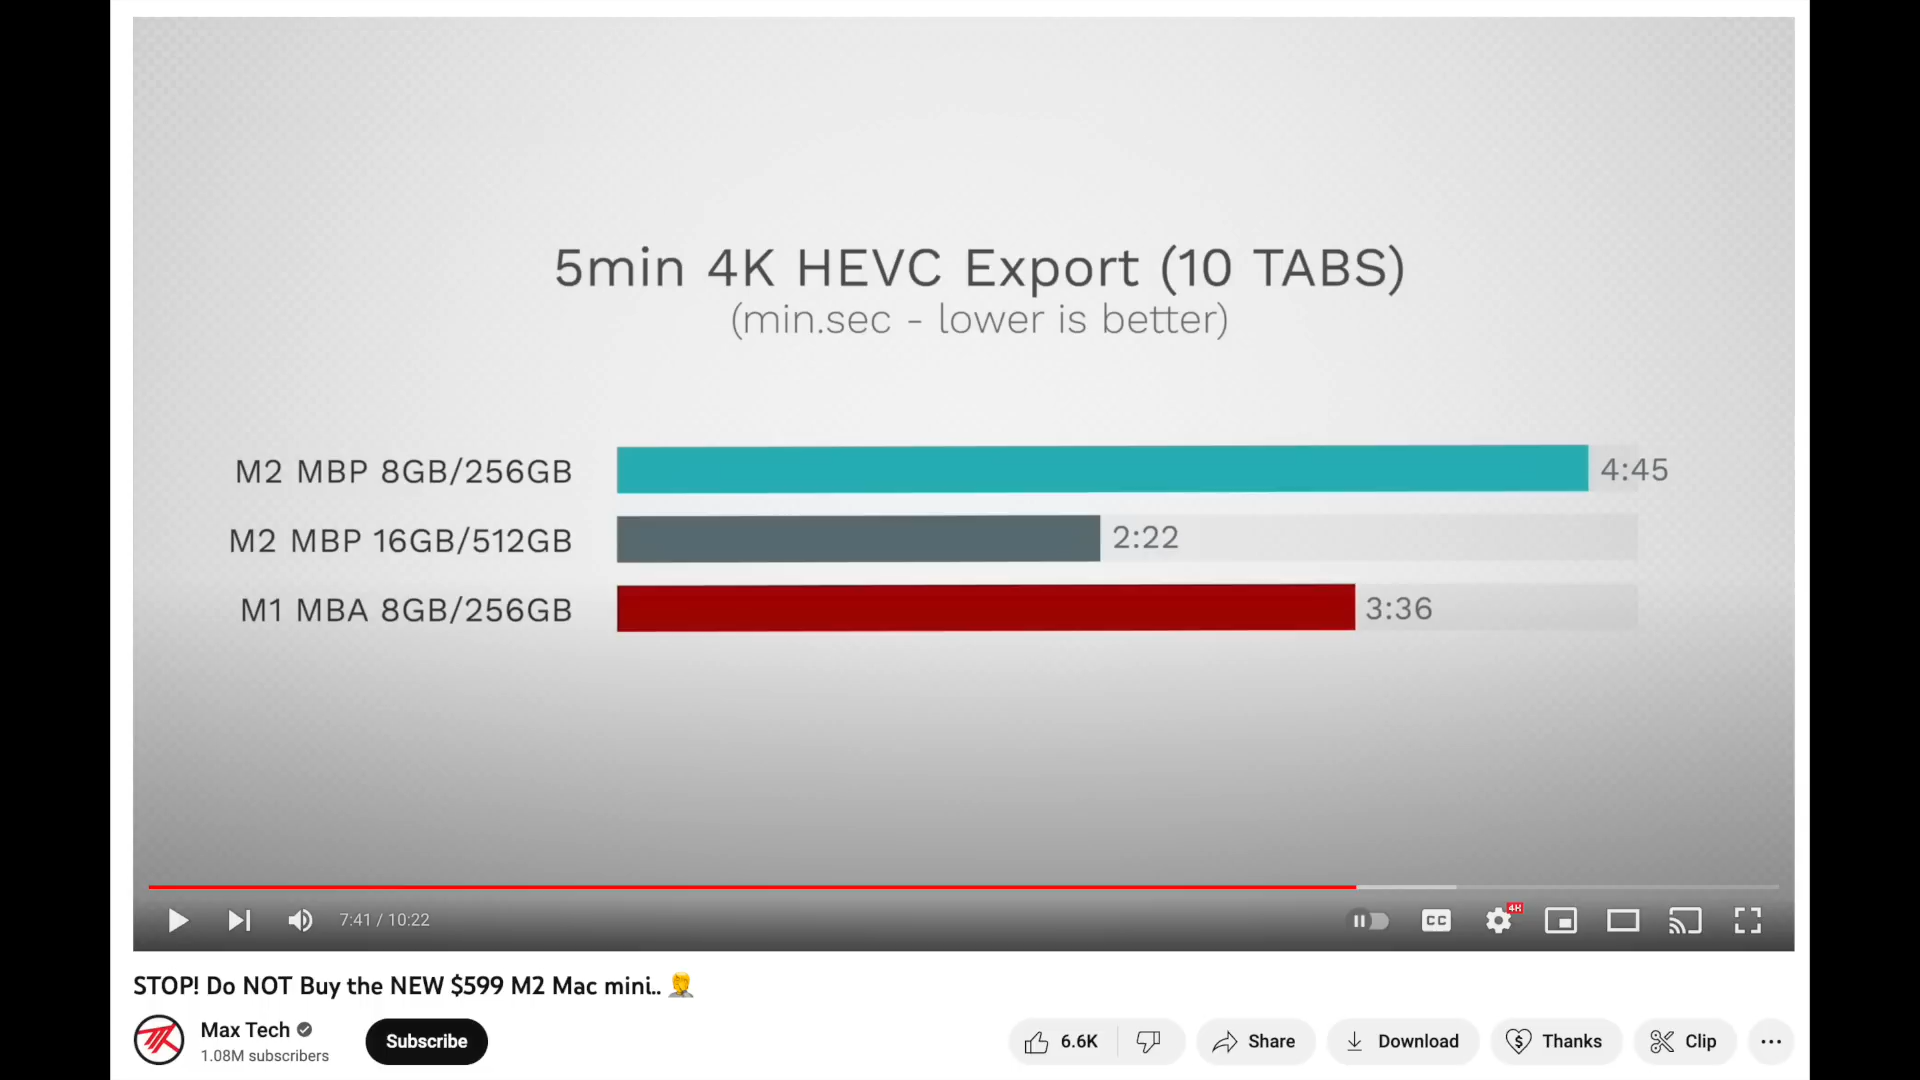 5min 4K HEVC Export (10 TABS)
(min.sec - lower is better)
M2 MBP 8GB/256GB 4:45
M2 MBP 16GB/512GB 2:22
M1 MBA 8GB/256GB 3:36
7:41 / 10:22
CC
4K
STOP! Do NOT Buy the NEW $599 M2 Mac mini.. 🤦
Max Tech
1.08M subscribers
Subscribe
6.6K
Share
Download
Thanks
Clip